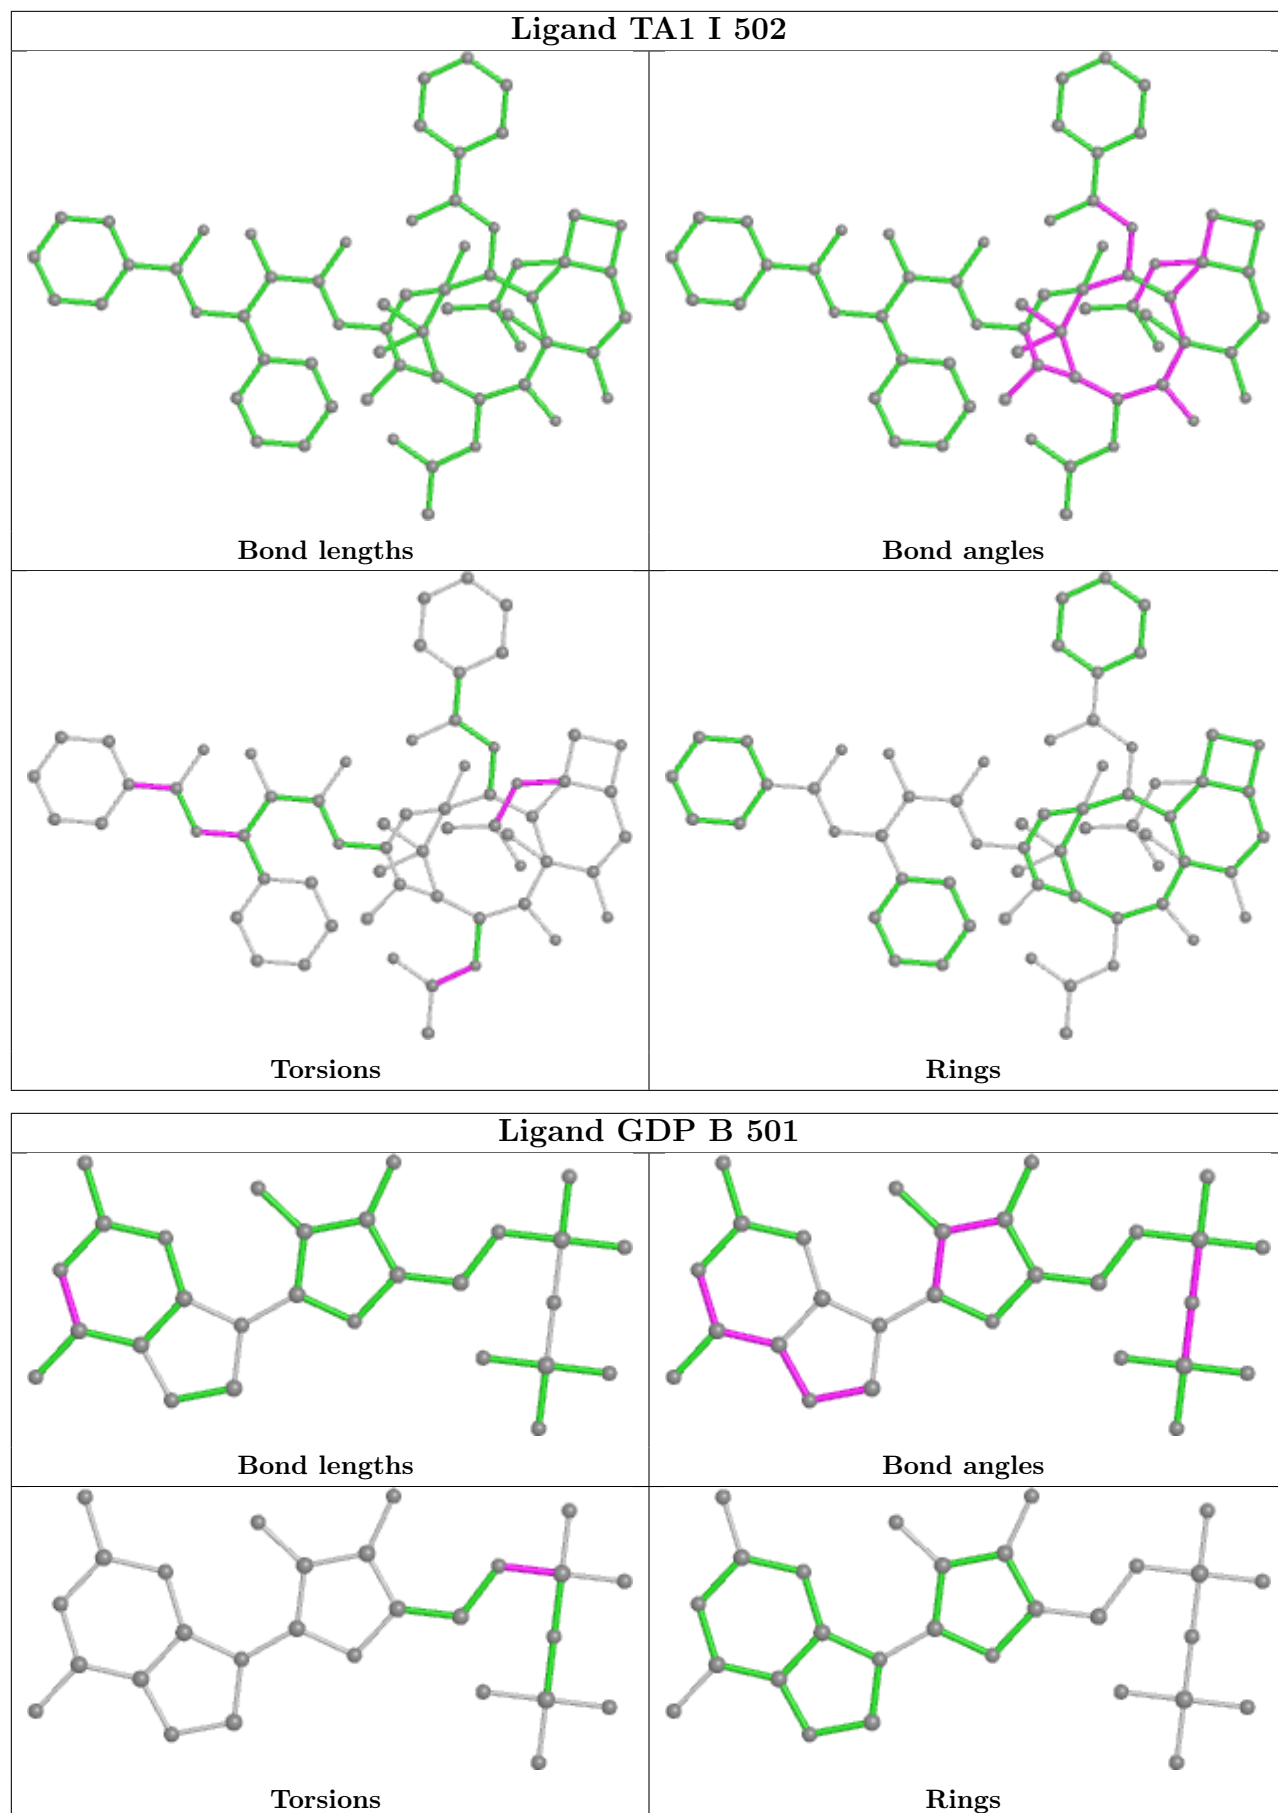 Ligand TA1 I 502
Bond lengths
Bond angles
Torsions
Rings
Ligand GDP B 501
Bond lengths
Bond angles
Torsions
Rings